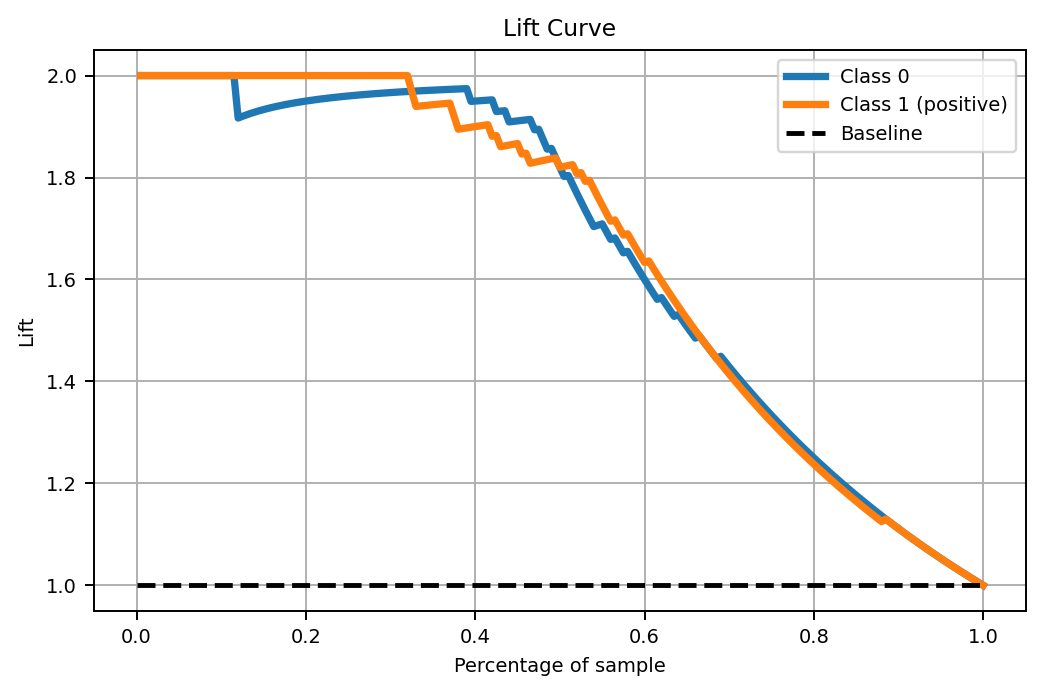 Lift Curve
2.0
1.8
1.6
1.4
1.2
1.0
Lift
Class 0
Class 1 (positive)
Baseline
0.0 0.2 0.4 0.6 0.8 1.0
Percentage of sample